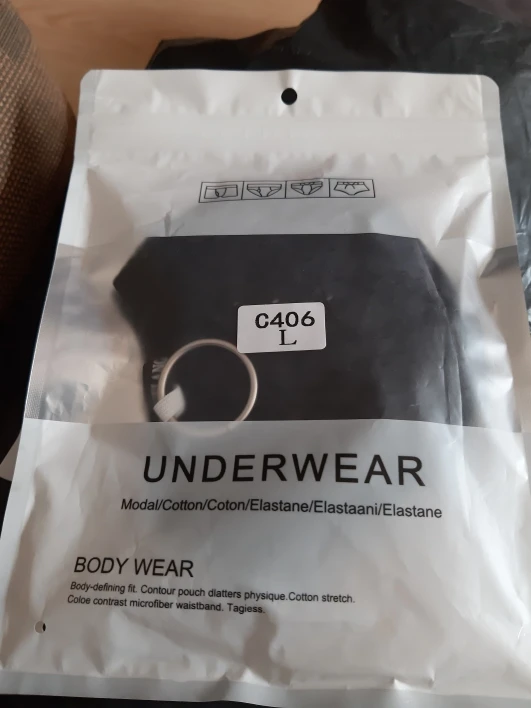 C406
L
UNDERWEAR
Modal/Cotton/Coton/Elastane/Elastaani/Elastane
BODY WEAR
Body-defining fit. Contour pouch dlatters physique.Cotton stretch.
Coloe contrast microfiber waistband. Tagiess.